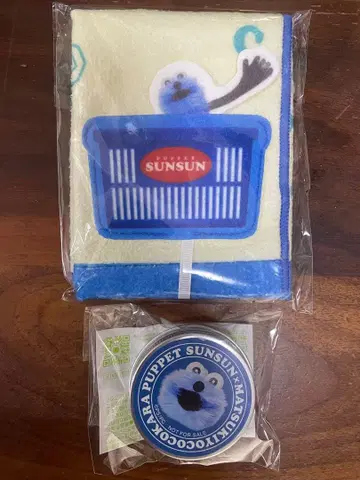 PUPPET
SUNSUN
PUPPET SUNSUN×MATSUKIYOCOCOKARA
NOT FOR SALE